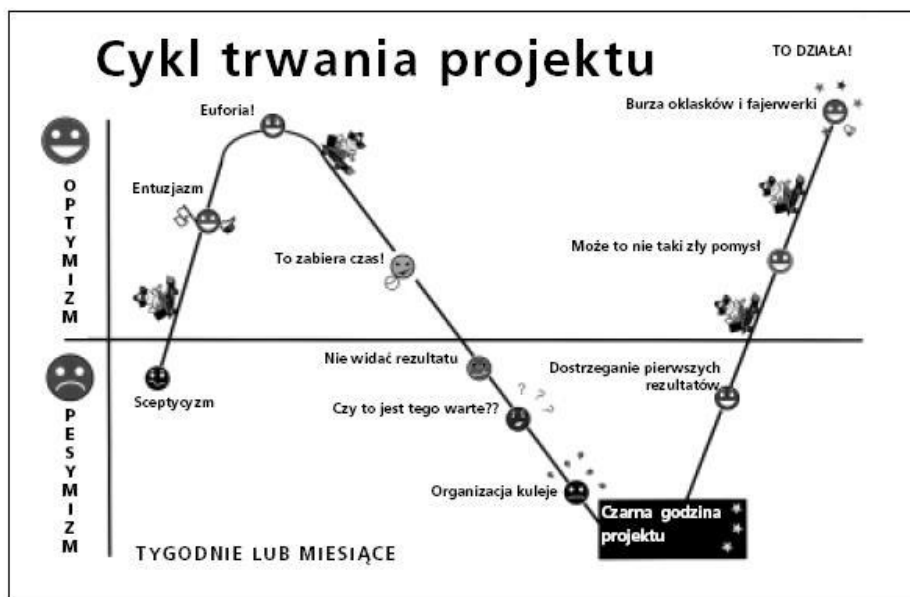 Cykl trwania projektu
TO DZIAŁA!
Burza oklasków i fajerwerki
Euforia!
OPTYMIZM
Entuzjazm
To zabiera czas!
Może to nie taki zły pomysł
Nie widać rezultatu
Dostrzeganie pierwszych
rezultatów
Sceptycyzm
Czy to jest tego warte??
? ? ?
PESYMIZM
Organizacja kuleje
Czarna godzina
projektu
TYGODNIE LUB MIESIĄCE